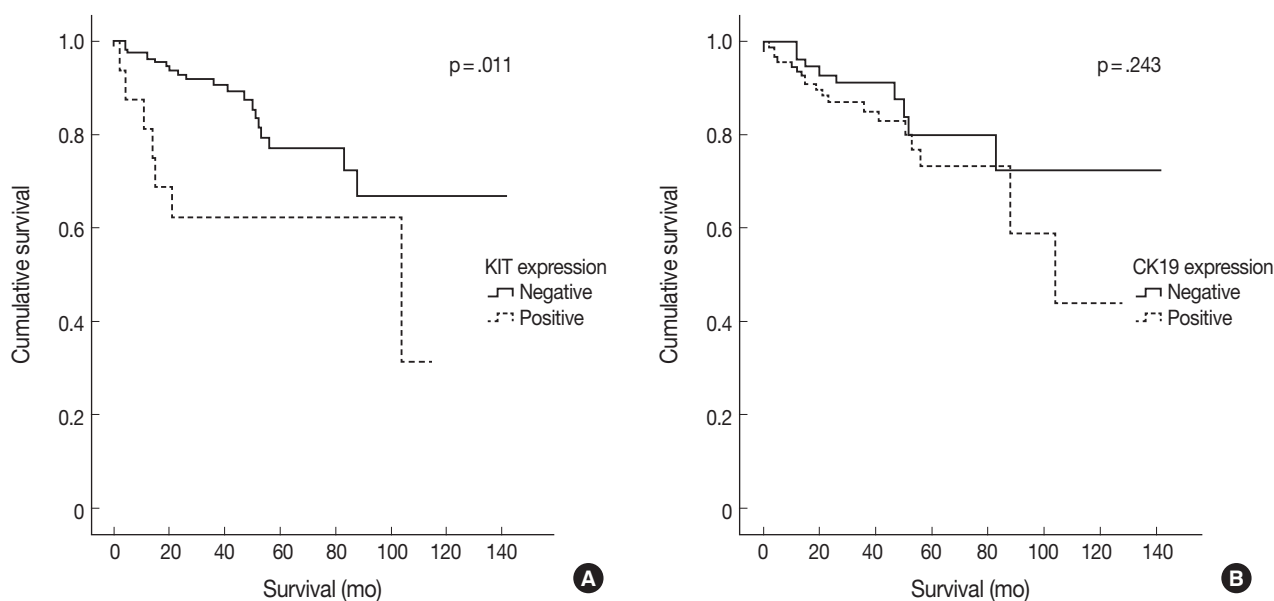 1.0
0.8
0.6
0.4
0.2
0
Cumulative survival
p=.011
KIT expression
Negative
Positive
0 20 40 60 80 100 120 140
Survival (mo)
A
1.0
0.8
0.6
0.4
0.2
0
Cumulative survival
p=.243
CK19 expression
Negative
Positive
0 20 40 60 80 100 120 140
Survival (mo)
B